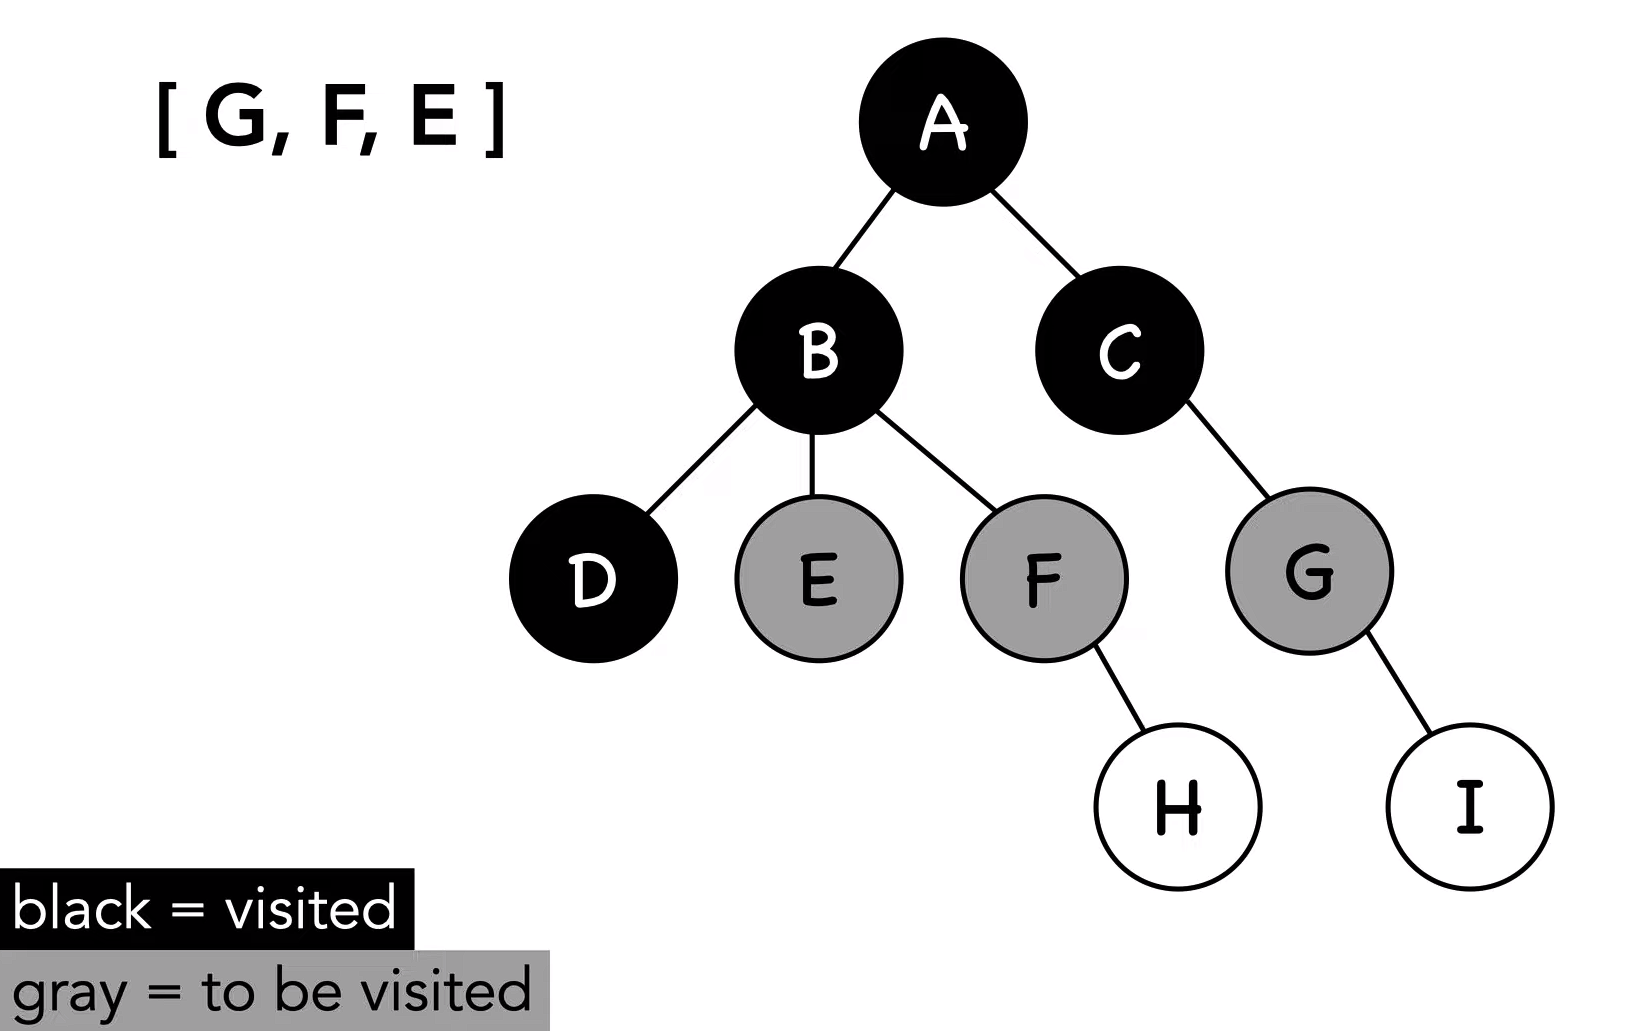 [ G, F, E ]
A
B
C
D
E
F
G
H
I
black = visited
gray = to be visited